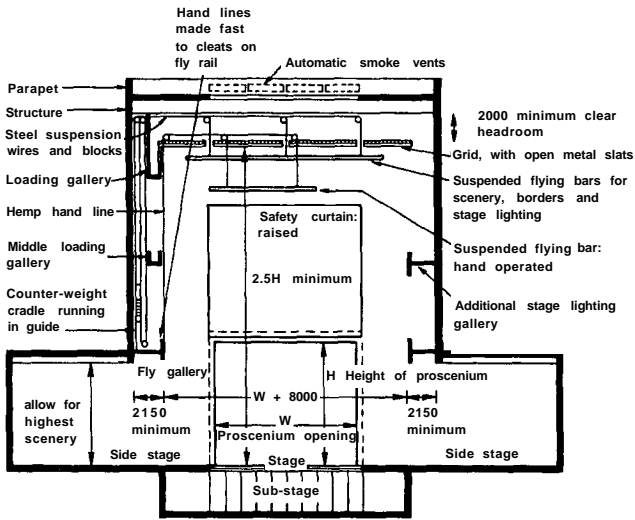 Hand lines
made fast
to cleats on
fly rail
Automatic smoke vents
Parapet
Structure
Steel suspension
wires and blocks
Loading gallery
Hemp hand line
Middle loading
gallery
Counter-weight
cradle running
in guide
2000 minimum clear
headroom
Grid, with open metal slats
Suspended flying bars for
scenery, borders and
stage lighting
Safety curtain:
raised
Suspended flying bar:
hand operated
2.5H minimum
Additional stage lighting
gallery
Fly gallery
H Height of proscenium
W + 8000
allow for
highest
scenery
2150
minimum
W
Proscenium opening
2150
minimum
Side stage
Stage
Side stage
Sub-stage